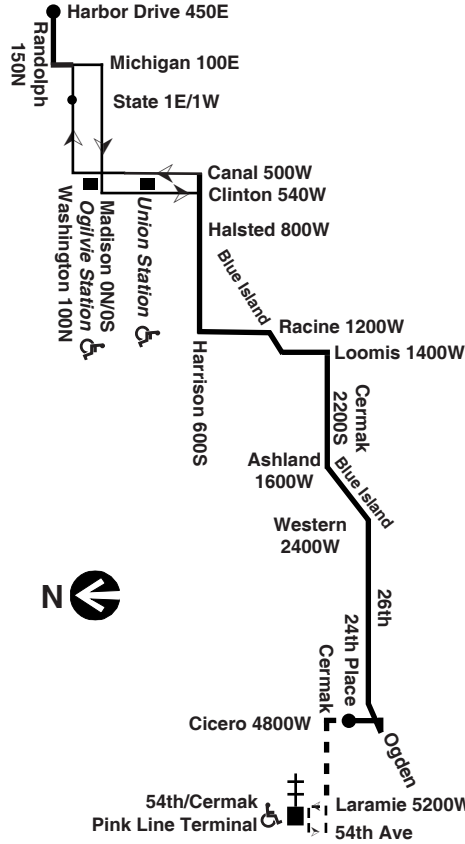 Harbor Drive 450E
Randolph
150N
Michigan 100E
State 1E/1W
Canal 500W
Clinton 540W
Washington 100N
Ogilvie Station
Madison 0N/0S
Union Station
Halsted 800W
Blue Island
Racine 1200W
Harrison 600S
Loomis 1400W
Cermak
2200S
Ashland
1600W
Blue Island
Western
2400W
N
26th
24th Place
Cermak
Cicero 4800W
Ogden
54th/Cermak
Pink Line Terminal
Laramie 5200W
54th Ave